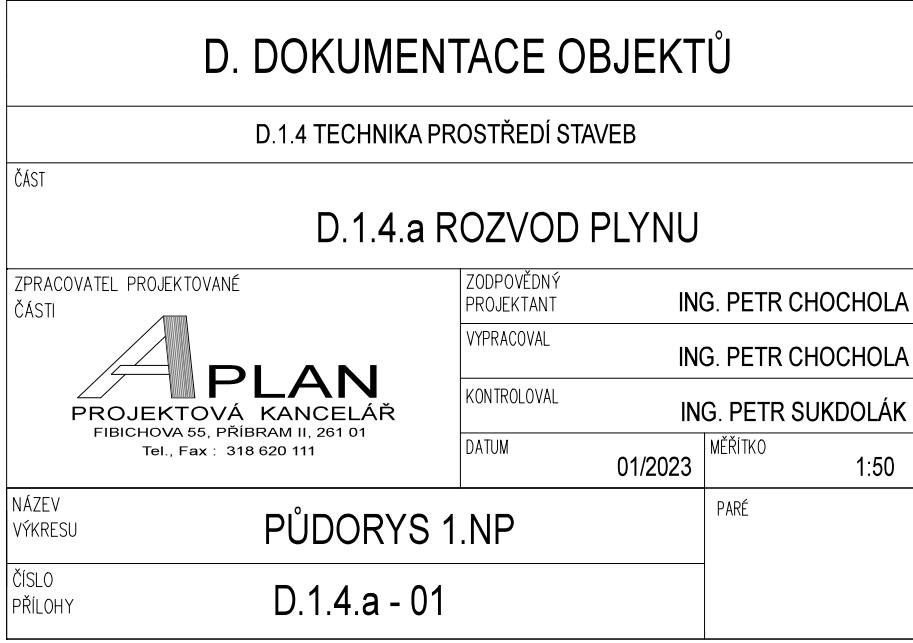 D. DOKUMENTACE OBJEKTŮ
D.1.4 TECHNIKA PROSTŘEDÍ STAVEB
ČÁST
D.1.4.a ROZVOD PLYNU
ZPRACOVATEL PROJEKTOVANÉ
ČÁSTI
APLAN
PROJEKTOVÁ KANCELÁŘ
FIBICHOVA 55, PŘÍBRAM II, 261 01
Tel., Fax : 318 620 111
ZODPOVĚDNÝ
PROJEKTANT
ING. PETR CHOCHOLA
VYPRACOVAL
ING. PETR CHOCHOLA
KONTROLOVAL
ING. PETR SUKDOLÁK
DATUM
01/2023
MĚŘÍTKO
1:50
NÁZEV
VÝKRESU
PŮDORYS 1.NP
PARÉ
ČÍSLO
PŘÍLOHY
D.1.4.a - 01